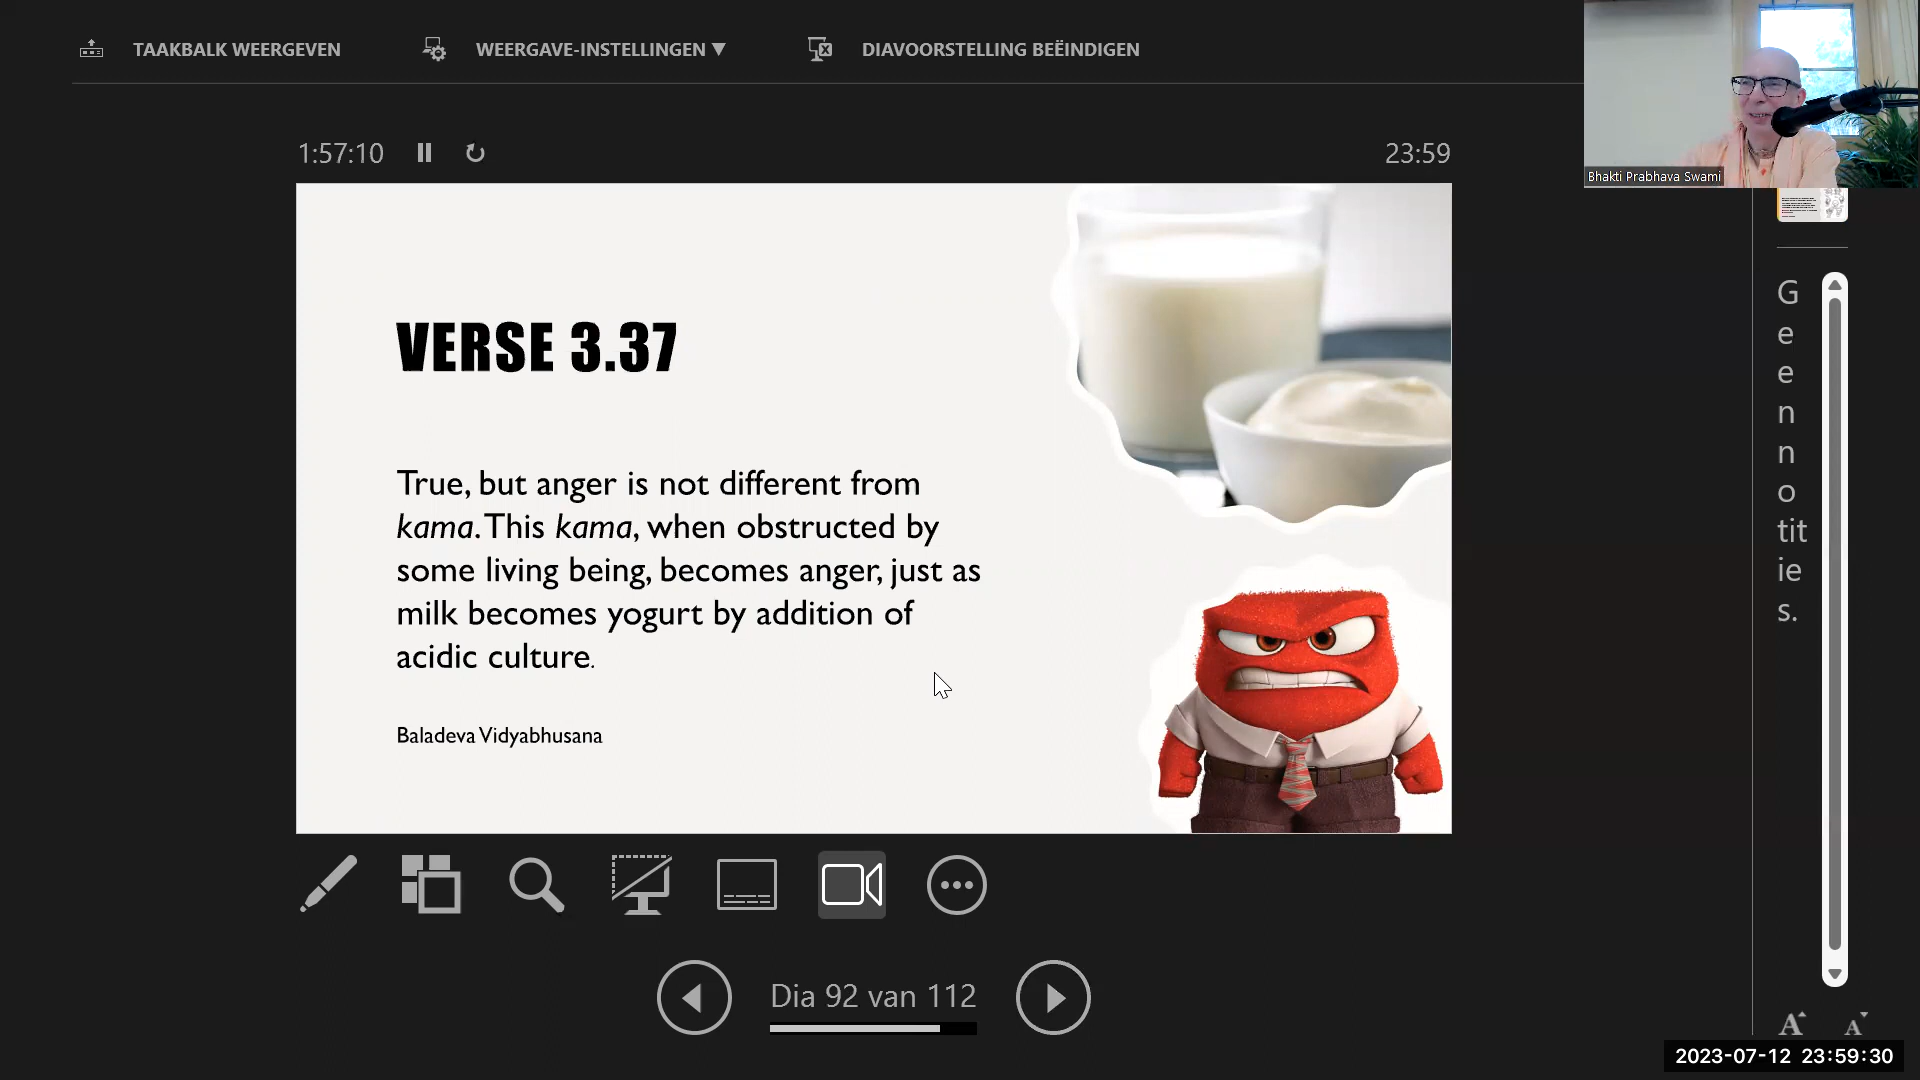 TAAKBALK WEERGEVEN
WEERGAVE-INSTELLINGEN ▼
DIAVOORSTELLING BEËINDIGEN
Bhakti Prabhava Swami
1:57:10
23:59
VERSE 3.37
True, but anger is not different from
kama. This kama, when obstructed by
some living being, becomes anger, just as
milk becomes yogurt by addition of
acidic culture.
Baladeva Vidyabhusana
G
e
e
n
n
o
tit
ie
s.
Dia 92 van 112
A A
2023-07-12 23:59:30